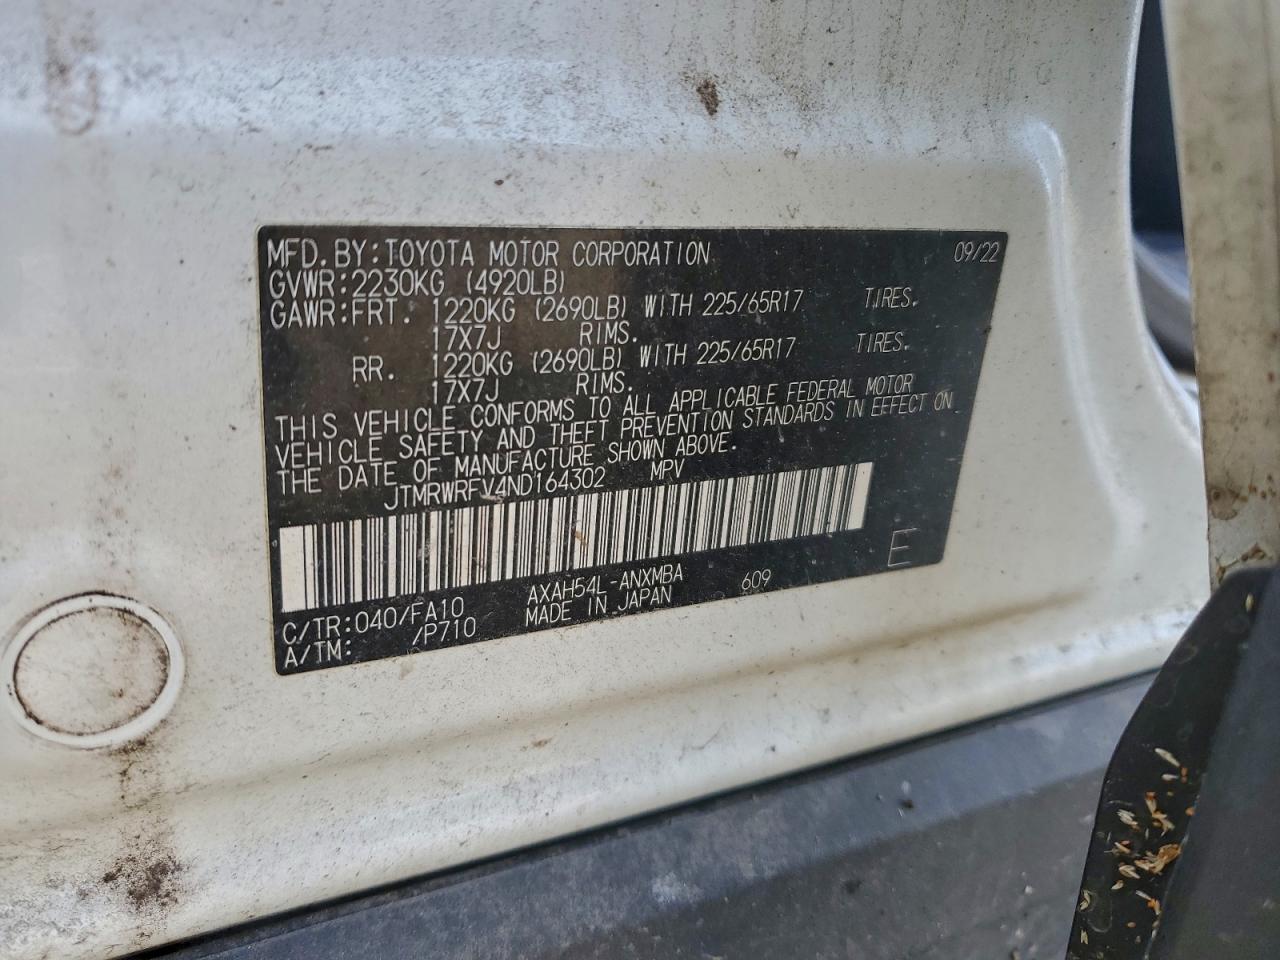 MFD. BY: TOYOTA MOTOR CORPORATION 09/22
GVWR: 2230KG (4920LB)
GAWR: FRT. 1220KG (2690LB) WITH 225/65R17 TIRES.
17X7J RIMS.
RR. 1220KG (2690LB) WITH 225/65R17 TIRES.
17X7J RIMS.
THIS VEHICLE CONFORMS TO ALL APPLICABLE FEDERAL MOTOR
VEHICLE SAFETY AND THEFT PREVENTION STANDARDS IN EFFECT ON
THE DATE OF MANUFACTURE SHOWN ABOVE.
JTMRWRFV4ND164302 MPV
E
C/TR: 040/FA10 AXAH54L-ANXMBA 609
A/TM: /P710 MADE IN JAPAN